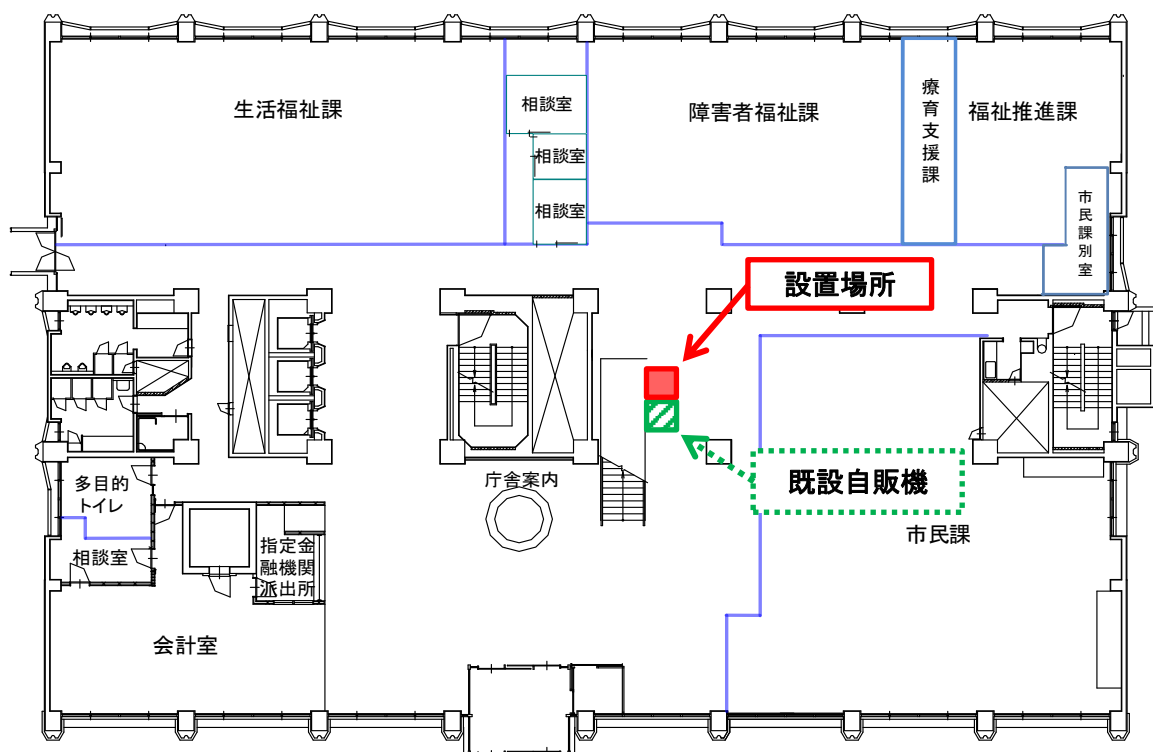 生活福祉課
相談室
相談室
相談室
障害者福祉課
療育支援課
福祉推進課
市民課別室
設置場所
既設自販機
庁舎案内
多目的
トイレ
相談室
指定金
融機関
派出所
会計室
市民課